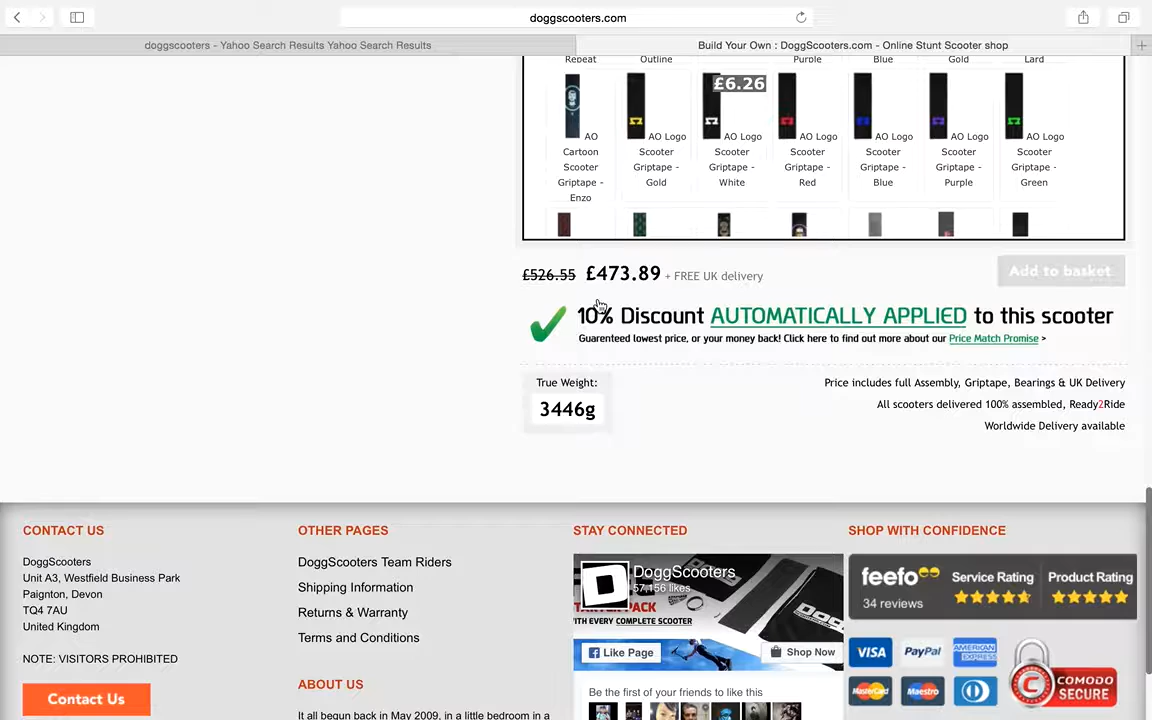 doggscooters.com
doggscooters - Yahoo Search Results Yahoo Search Results
Build Your Own : DoggScooters.com - Online Stunt Scooter shop
Repeat
Outline
Purple
Blue
Gold
Lard
£6.26
AO Cartoon Scooter Griptape - Enzo
AO Logo Scooter Griptape - Gold
AO Logo Scooter Griptape - White
AO Logo Scooter Griptape - Red
AO Logo Scooter Griptape - Blue
AO Logo Scooter Griptape - Purple
AO Logo Scooter Griptape - Green
£526.55 £473.89 + FREE UK delivery
Add to basket
10% Discount AUTOMATICALLY APPLIED to this scooter
Guarenteed lowest price, or your money back! Click here to find out more about our Price Match Promise >
True Weight:
3446g
Price includes full Assembly, Griptape, Bearings & UK Delivery
All scooters delivered 100% assembled, Ready2Ride
Worldwide Delivery available
CONTACT US
DoggScooters
Unit A3, Westfield Business Park
Paignton, Devon
TQ4 7AU
United Kingdom
NOTE: VISITORS PROHIBITED
Contact Us
OTHER PAGES
DoggScooters Team Riders
Shipping Information
Returns & Warranty
Terms and Conditions
ABOUT US
It all begun back in May 2009, in a little bedroom in a
STAY CONNECTED
DoggScooters
57,156 likes
STARTER PACK
WITH EVERY COMPLETE SCOOTER
Like Page
Shop Now
Be the first of your friends to like this
SHOP WITH CONFIDENCE
feefo
34 reviews
Service Rating
Product Rating
VISA
PayPal
AMERICAN EXPRESS
MasterCard
Maestro
COMODO
SECURE